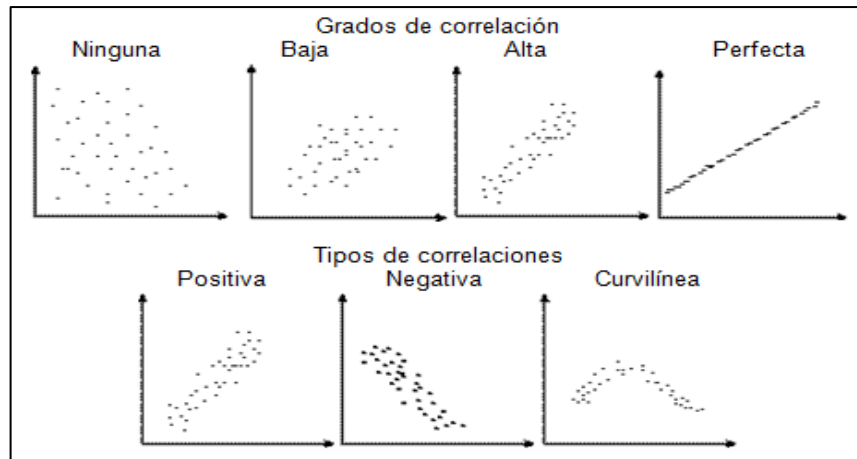 Grados de correlación
Ninguna Baja Alta Perfecta
Tipos de correlaciones
Positiva Negativa Curvilínea